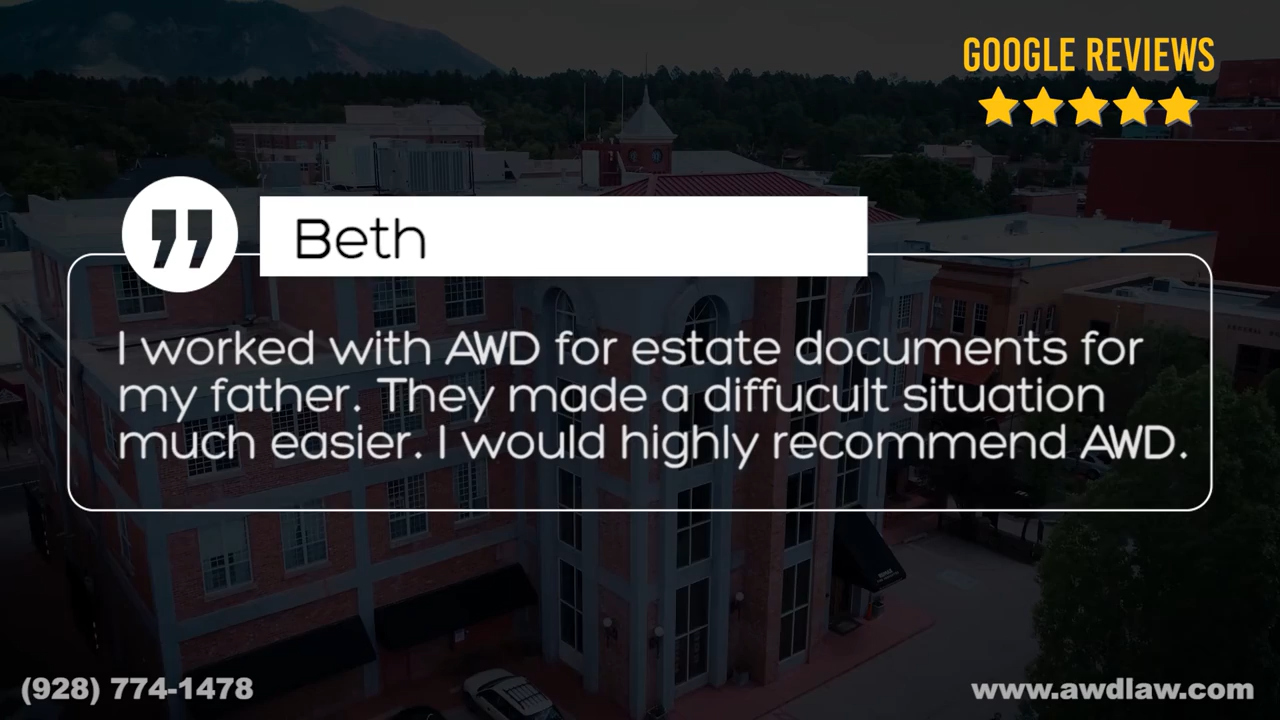 GOOGLE REVIEWS
Beth
I worked with AWD for estate documents for
my father. They made a diffucult situation
much easier. I would highly recommend AWD.
(928) 774-1478
www.awdlaw.com